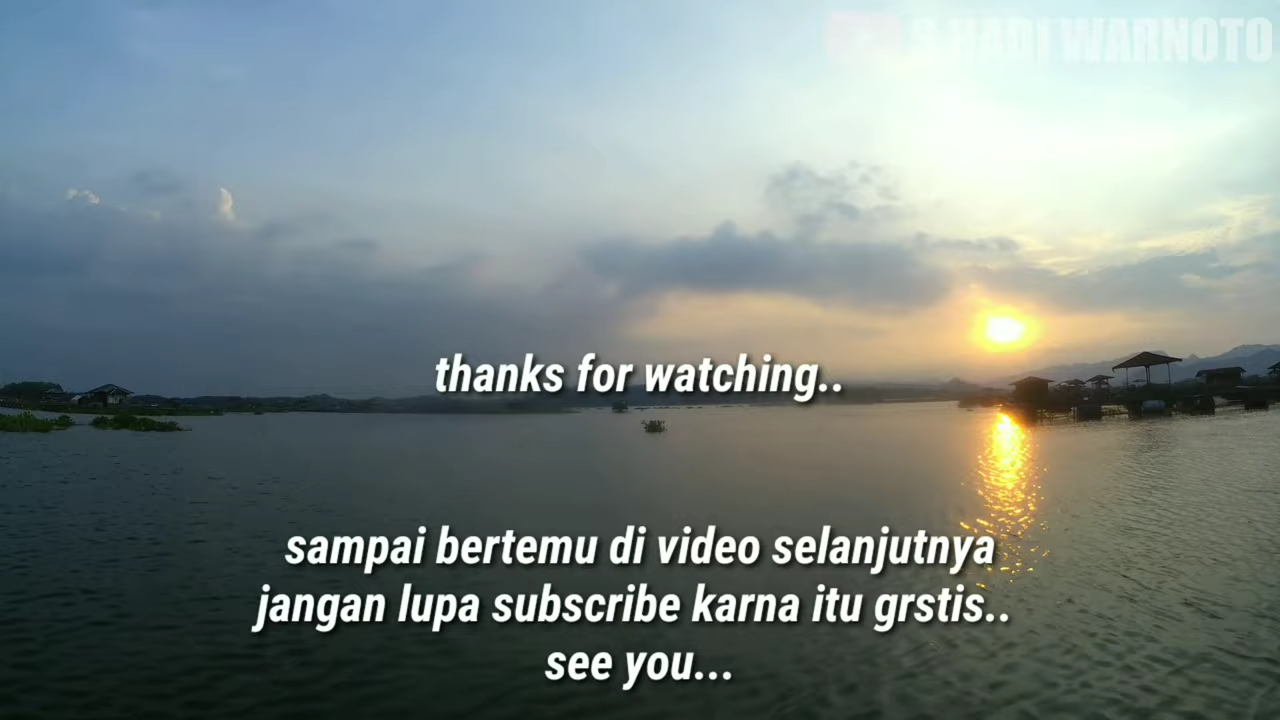 S.HADI WARNOTO
thanks for watching..
sampai bertemu di video selanjutnya
jangan lupa subscribe karna itu grstis..
see you...